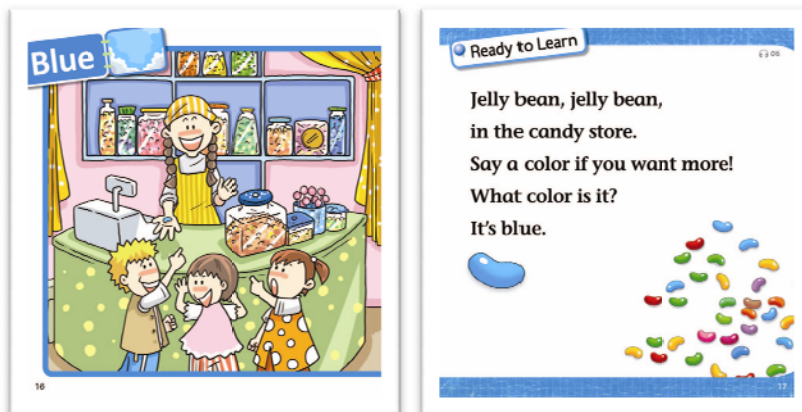 Blue
16
Ready to Learn
06
Jelly bean, jelly bean,
in the candy store.
Say a color if you want more!
What color is it?
It's blue.
17